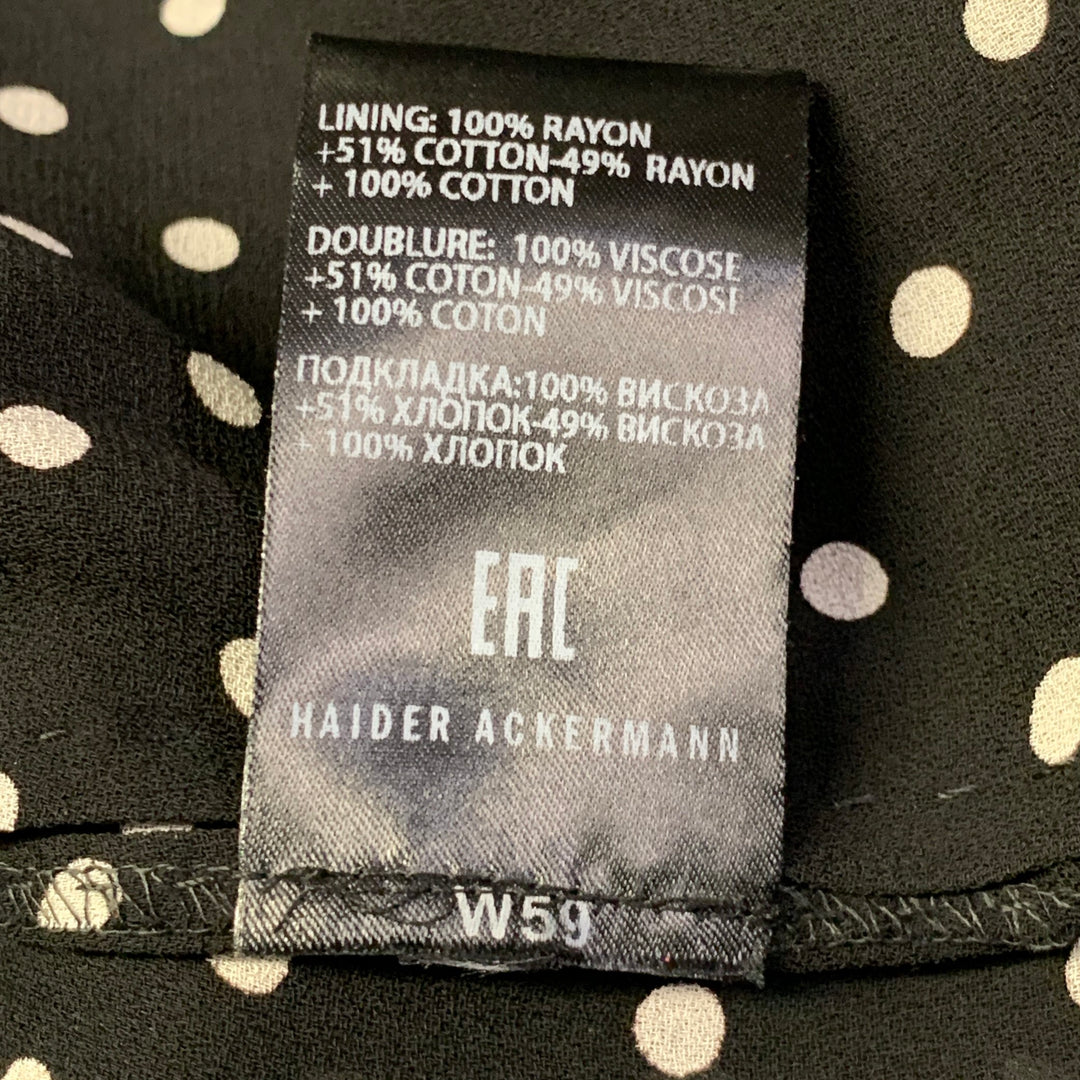 LINING: 100% RAYON
+51% COTTON-49% RAYON
+ 100% COTTON
DOUBLURE: 100% VISCOSE
+51% COTON-49% VISCOSE
+ 100% COTON
ПОДКЛАДКА:100% ВИСКОЗА
+51% ХЛОПОК-49% ВИСКОЗА
+ 100% ХЛОПОК
EAC
HAIDER ACKERMANN
W59